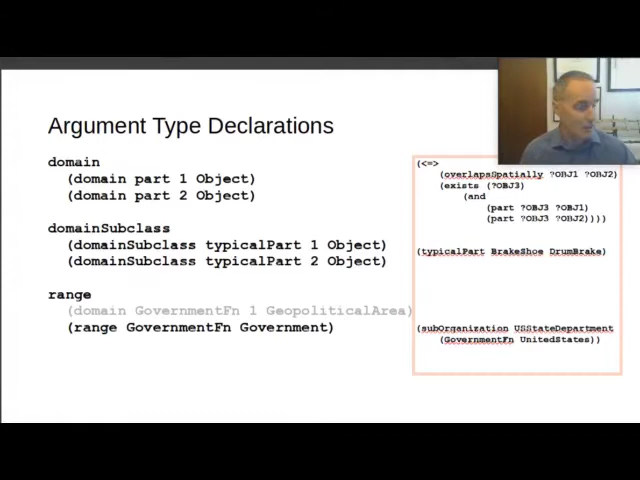 Argument Type Declarations
domain
(domain part 1 Object)
(domain part 2 Object)
domainSubclass
(domainSubclass typicalPart 1 Object)
(domainSubclass typicalPart 2 Object)
range
(domain GovernmentFn 1 GeopoliticalArea)
(range GovernmentFn Government)
(<=>
(overlapsSpatially ?OBJ1 ?OBJ2)
(exists (?OBJ3)
(and
(part ?OBJ3 ?OBJ1)
(part ?OBJ3 ?OBJ2))))
(typicalPart BrakeShoe DrumBrake)
(subOrganization USStateDepartment
(GovernmentFn UnitedStates))